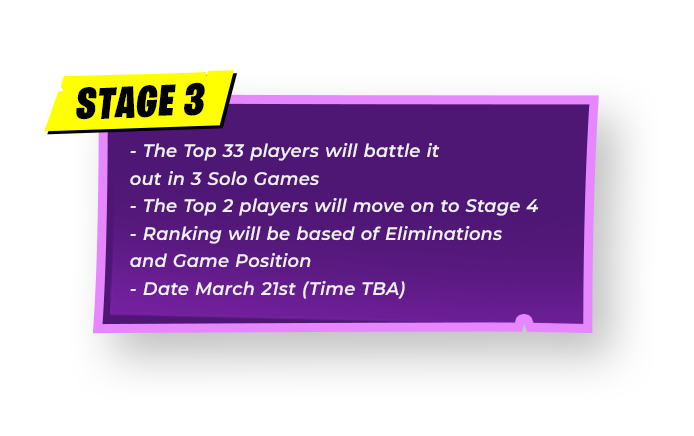 STAGE 3
- The Top 33 players will battle it
out in 3 Solo Games
- The Top 2 players will move on to Stage 4
- Ranking will be based of Eliminations
and Game Position
- Date March 21st (Time TBA)